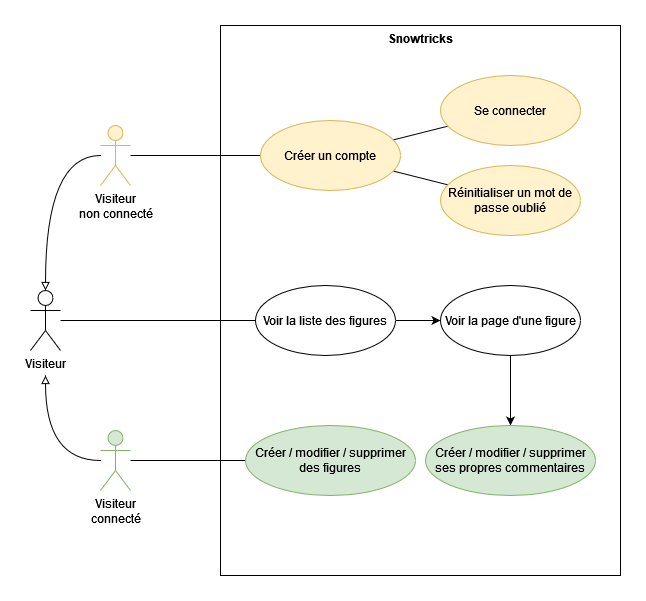 Snowtricks
Se connecter
Créer un compte
Visiteur
non connecté
Réinitialiser un mot de
passe oublié
Voir la liste des figures
Voir la page d'une figure
Visiteur
Créer / modifier / supprimer
des figures
Créer / modifier / supprimer
ses propres commentaires
Visiteur
connecté